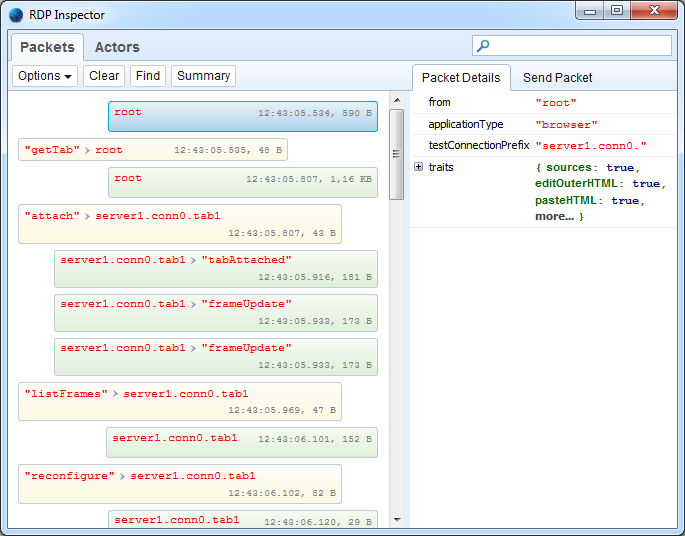 RDP Inspector
Packets Actors
Options Clear Find Summary
root 12:43:05.534, 590 B
"getTab" root 12:43:05.535, 48 B
root 12:43:05.807, 1,16 KB
"attach" server1.conn0.tab1
12:43:05.807, 43 B
server1.conn0.tab1 "tabAttached"
12:43:05.916, 181 B
server1.conn0.tab1 "frameUpdate"
12:43:05.933, 173 B
server1.conn0.tab1 "frameUpdate"
12:43:05.933, 173 B
"listFrames" server1.conn0.tab1
12:43:05.969, 47 B
server1.conn0.tab1 12:43:06.101, 152 B
"reconfigure" server1.conn0.tab1
12:43:06.102, 82 B
server1.conn0.tab1 12:43:06.120, 29 B
Packet Details Send Packet
from "root"
applicationType "browser"
testConnectionPrefix "server1.conn0."
traits { sources: true,
editOuterHTML: true,
pasteHTML: true,
more... }